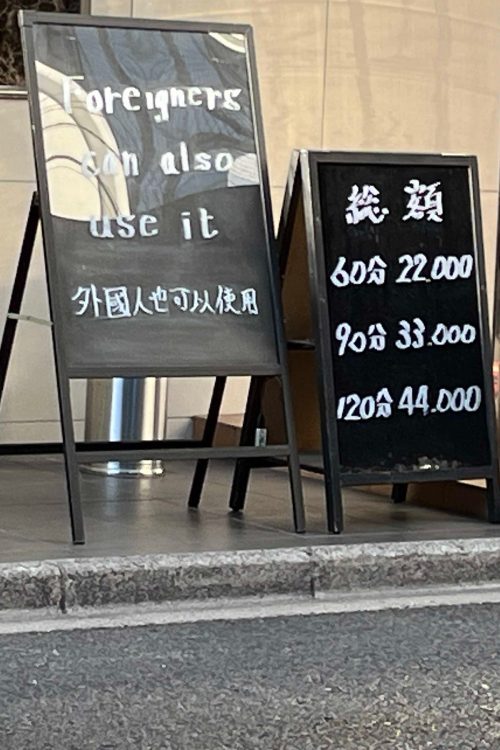 Foreigners
can also
use it
外國人也可以使用
総額
60分 22.000
90分 33.000
120分 44.000